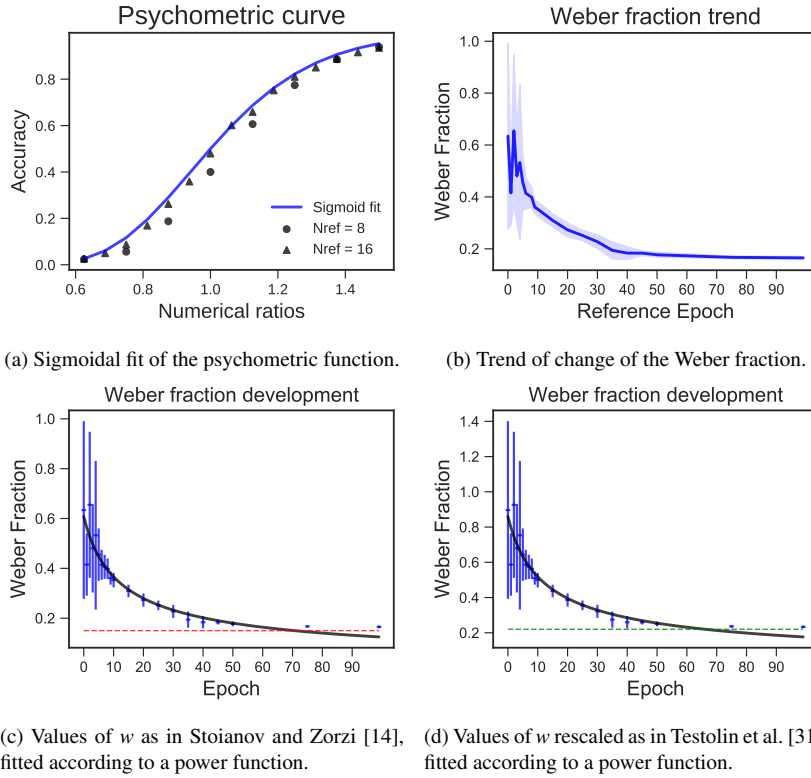 Psychometric curve
Accuracy
0.8
0.6
0.4
0.2
0.0
Sigmoid fit
Nref = 8
Nref = 16
0.6 0.8 1.0 1.2 1.4
Numerical ratios
(a) Sigmoidal fit of the psychometric function.
Weber fraction trend
Weber Fraction
1.0
0.8
0.6
0.4
0.2
0 10 20 30 40 50 60 70 80 90
Reference Epoch
(b) Trend of change of the Weber fraction.
Weber fraction development
Weber Fraction
1.0
0.8
0.6
0.4
0.2
0 10 20 30 40 50 60 70 80 90
Epoch
(c) Values of w as in Stoianov and Zorzi [14],
fitted according to a power function.
Weber fraction development
Weber Fraction
1.4
1.2
1.0
0.8
0.6
0.4
0.2
0 10 20 30 40 50 60 70 80 90
Epoch
(d) Values of w rescaled as in Testolin et al. [31
fitted according to a power function.